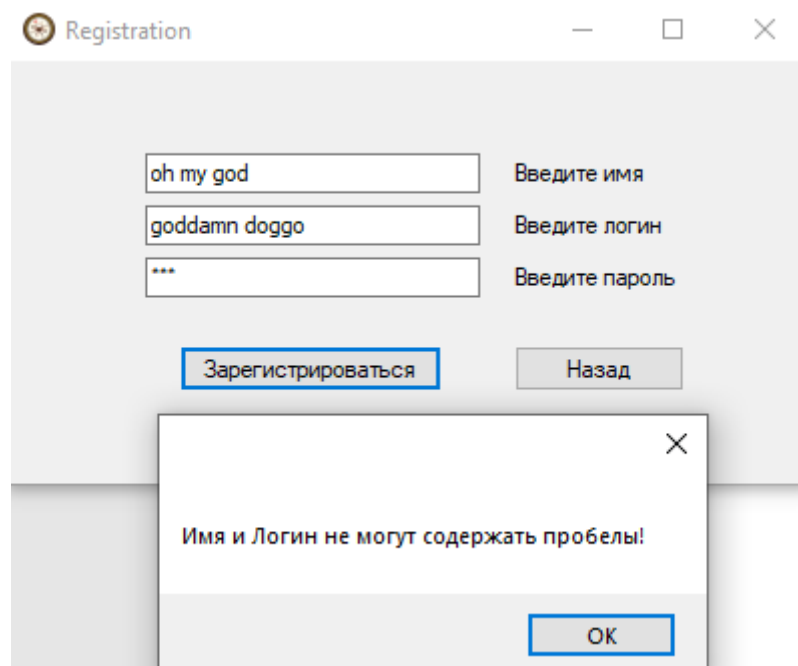 Registration
oh my god Введите имя
goddamn doggo Введите логин
*** Введите пароль
Зарегистрироваться Назад
Имя и Логин не могут содержать пробелы!
OK